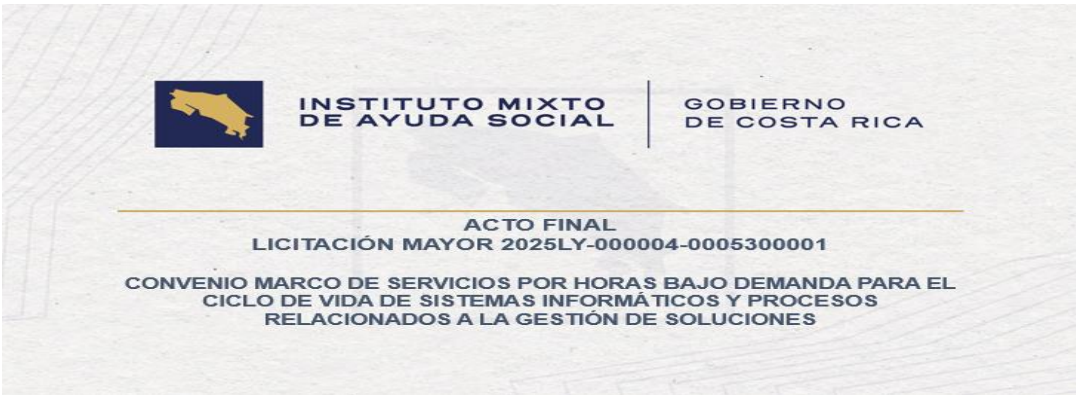 INSTITUTO MIXTO
DE AYUDA SOCIAL
GOBIERNO
DE COSTA RICA
ACTO FINAL
LICITACIÓN MAYOR 2025LY-000004-0005300001
CONVENIO MARCO DE SERVICIOS POR HORAS BAJO DEMANDA PARA EL
CICLO DE VIDA DE SISTEMAS INFORMÁTICOS Y PROCESOS
RELACIONADOS A LA GESTIÓN DE SOLUCIONES